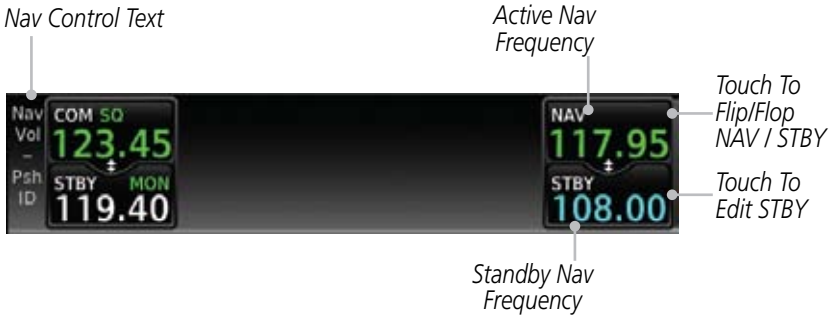 Nav Control Text
Active Nav
Frequency
Nav
Vol
–
Psh
ID
COM SQ
123.45
STBY MON
119.40
NAV
117.95
STBY
108.00
Touch To
Flip/Flop
NAV / STBY
Touch To
Edit STBY
Standby Nav
Frequency